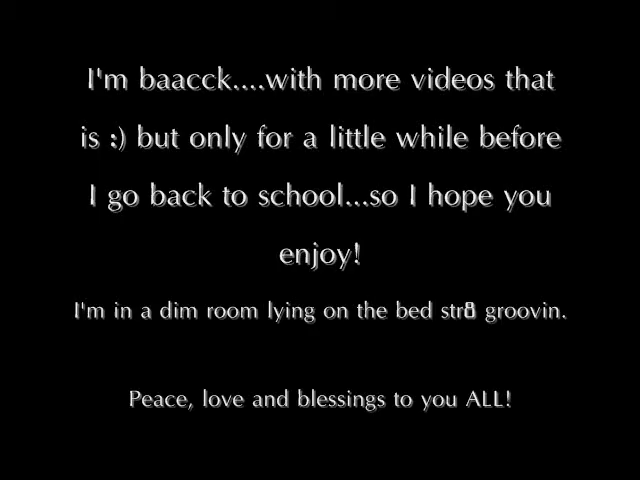 I'm baacck....with more videos that
is :) but only for a little while before
I go back to school...so I hope you
enjoy!
I'm in a dim room lying on the bed str8 groovin.
Peace, love and blessings to you ALL!